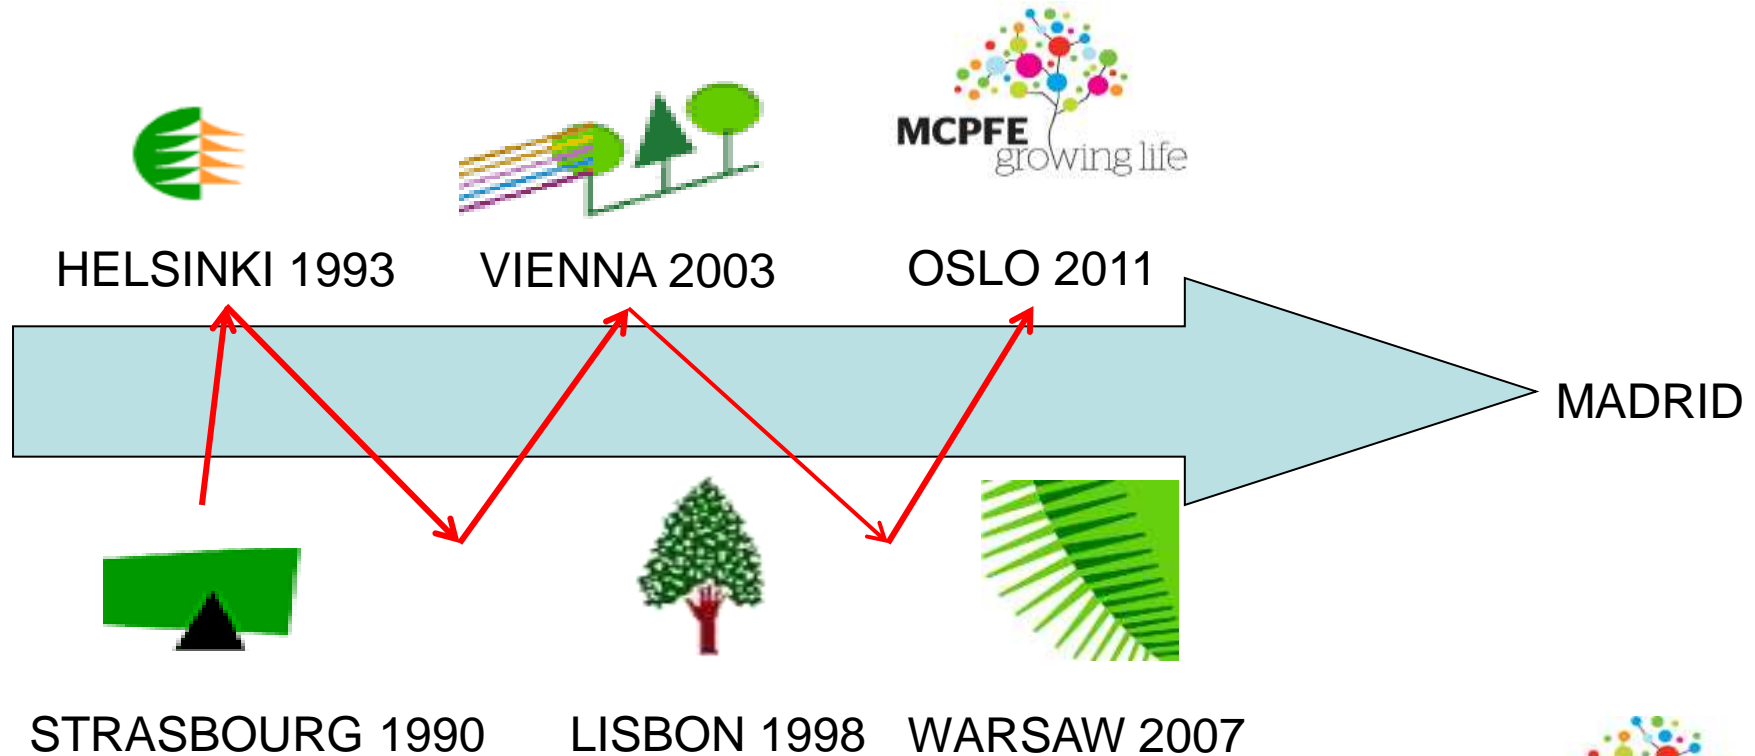 MCPFE
growing life
HELSINKI 1993
VIENNA 2003
OSLO 2011
MADRID
STRASBOURG 1990
LISBON 1998
WARSAW 2007